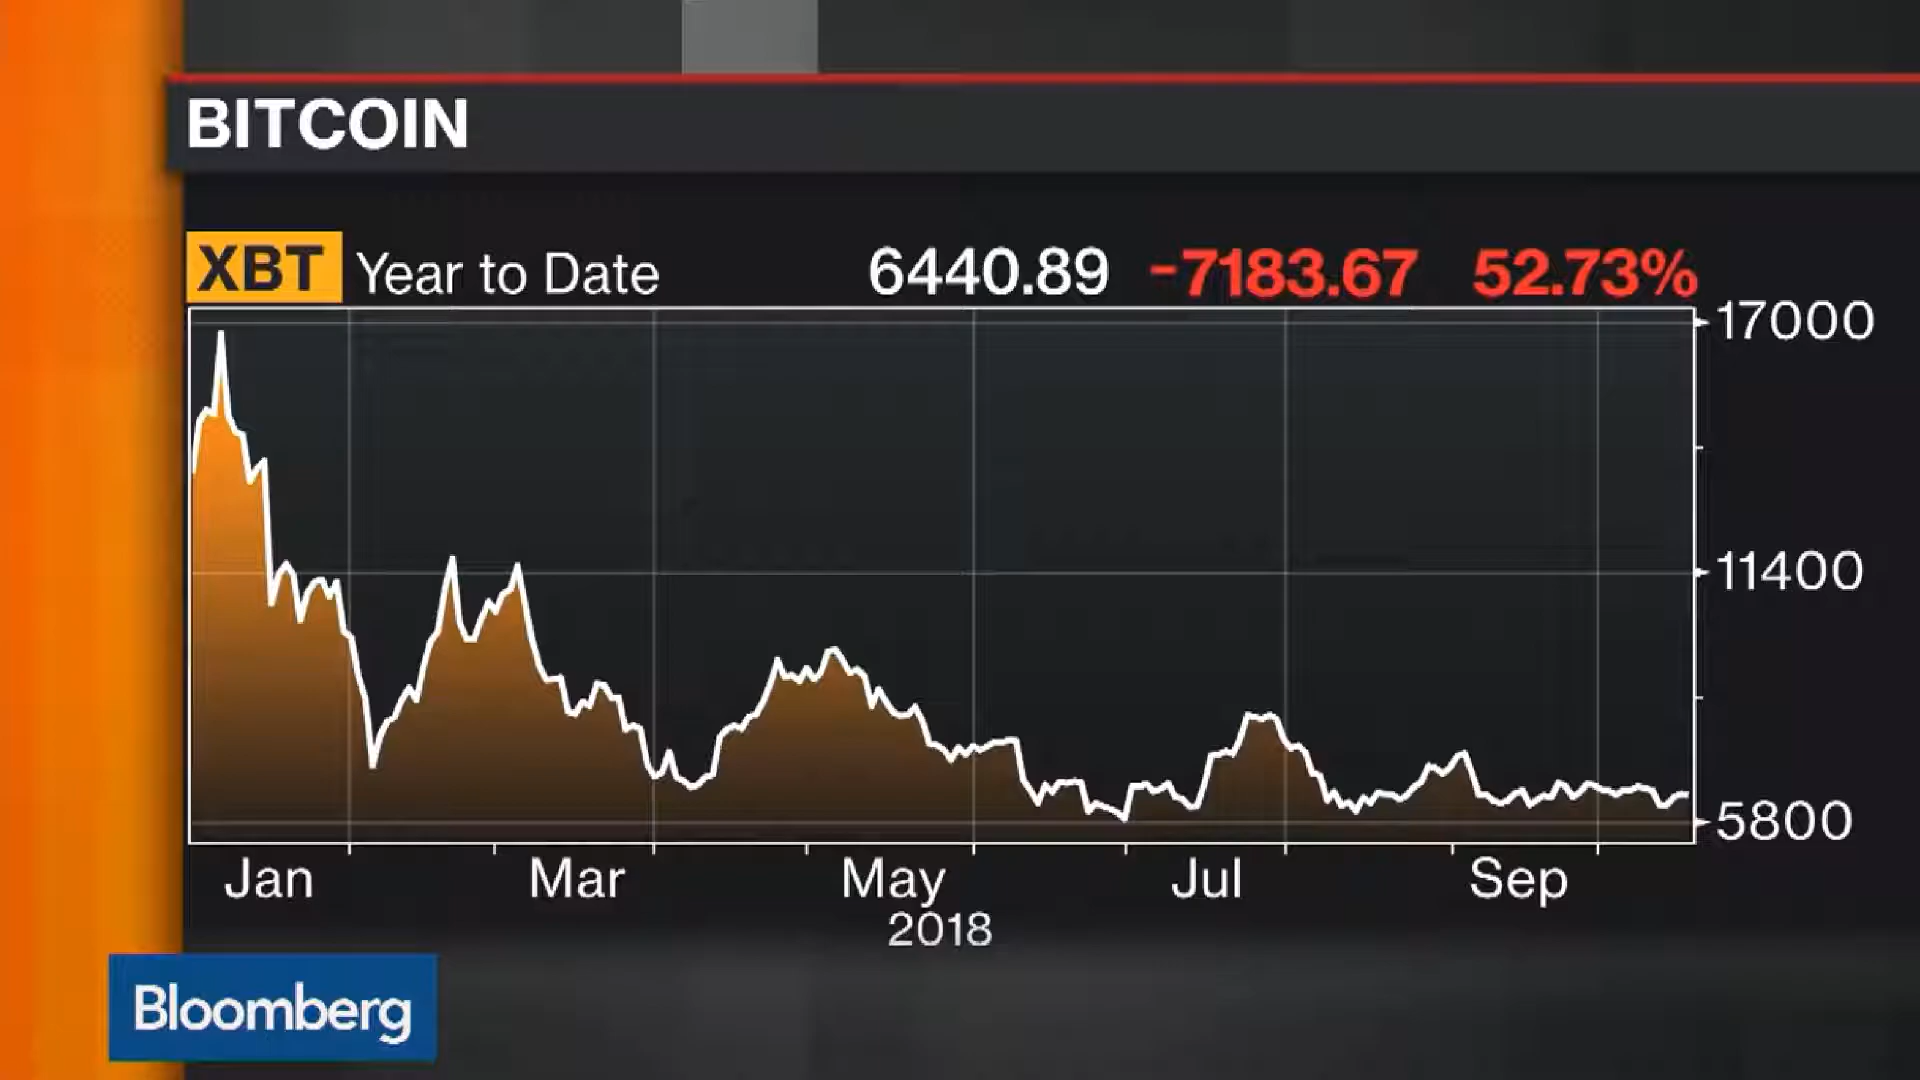 BITCOIN
XBT Year to Date 6440.89 -7183.67 52.73%
17000
11400
5800
Jan Mar May Jul Sep
2018
Bloomberg